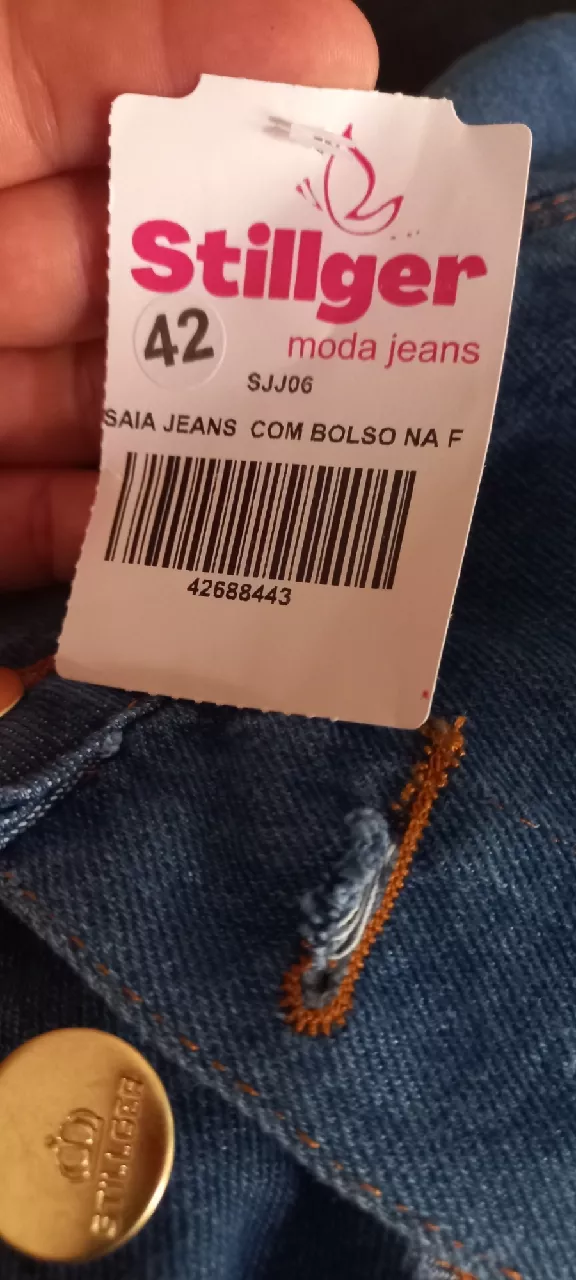 Stillger
42
moda jeans
SJJ06
SAIA JEANS COM BOLSO NA F
42688443
STILLGER